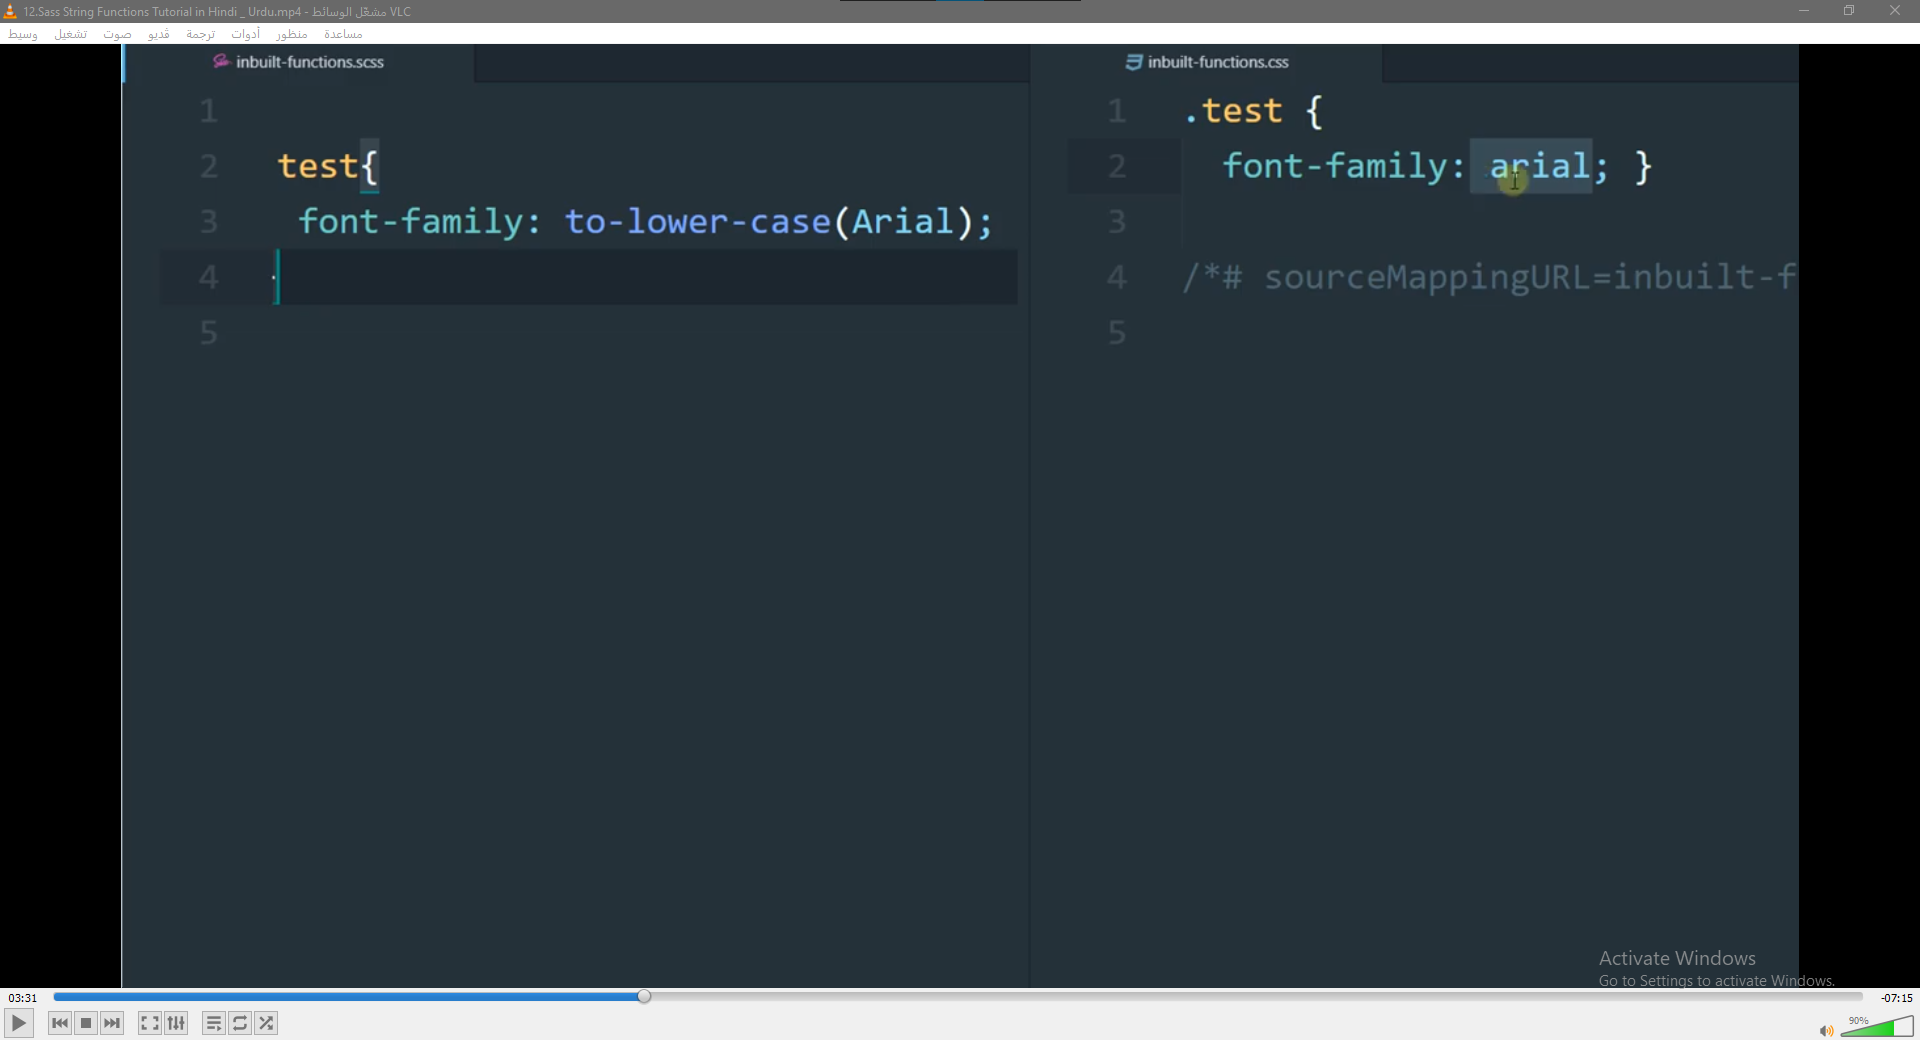 12.Sass String Functions Tutorial in Hindi _ Urdu.mp4 - مشغل الوسائط VLC
وسيط تشغيل صوت ڤديو ترجمة أدوات منظور مساعدة
inbuilt-functions.scss
1
2 test{
3 font-family: to-lower-case(Arial);
4
5
inbuilt-functions.css
1 .test {
2 font-family: arial; }
3
4 /*# sourceMappingURL=inbuilt-f
5
Activate Windows
Go to Settings to activate Windows.
03:31
-07:15
90%